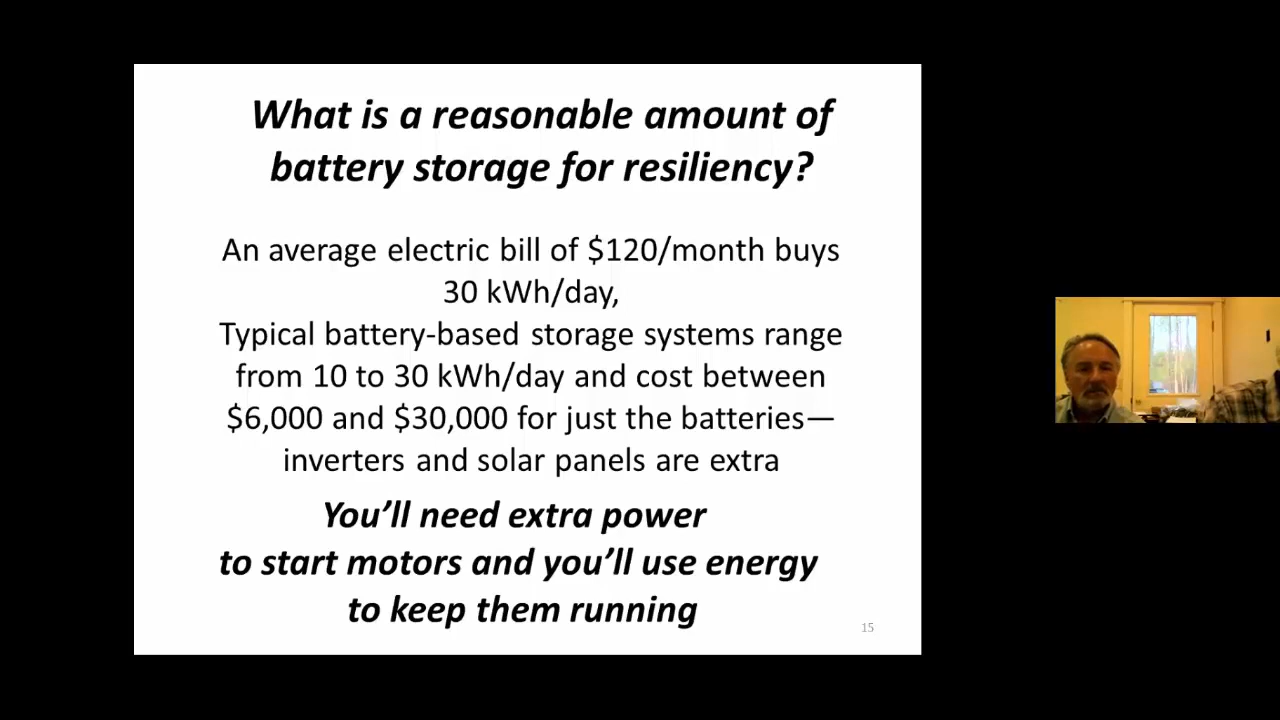 What is a reasonable amount of
battery storage for resiliency?
An average electric bill of $120/month buys
30 kWh/day,
Typical battery-based storage systems range
from 10 to 30 kWh/day and cost between
$6,000 and $30,000 for just the batteries—
inverters and solar panels are extra
You’ll need extra power
to start motors and you’ll use energy
to keep them running
15